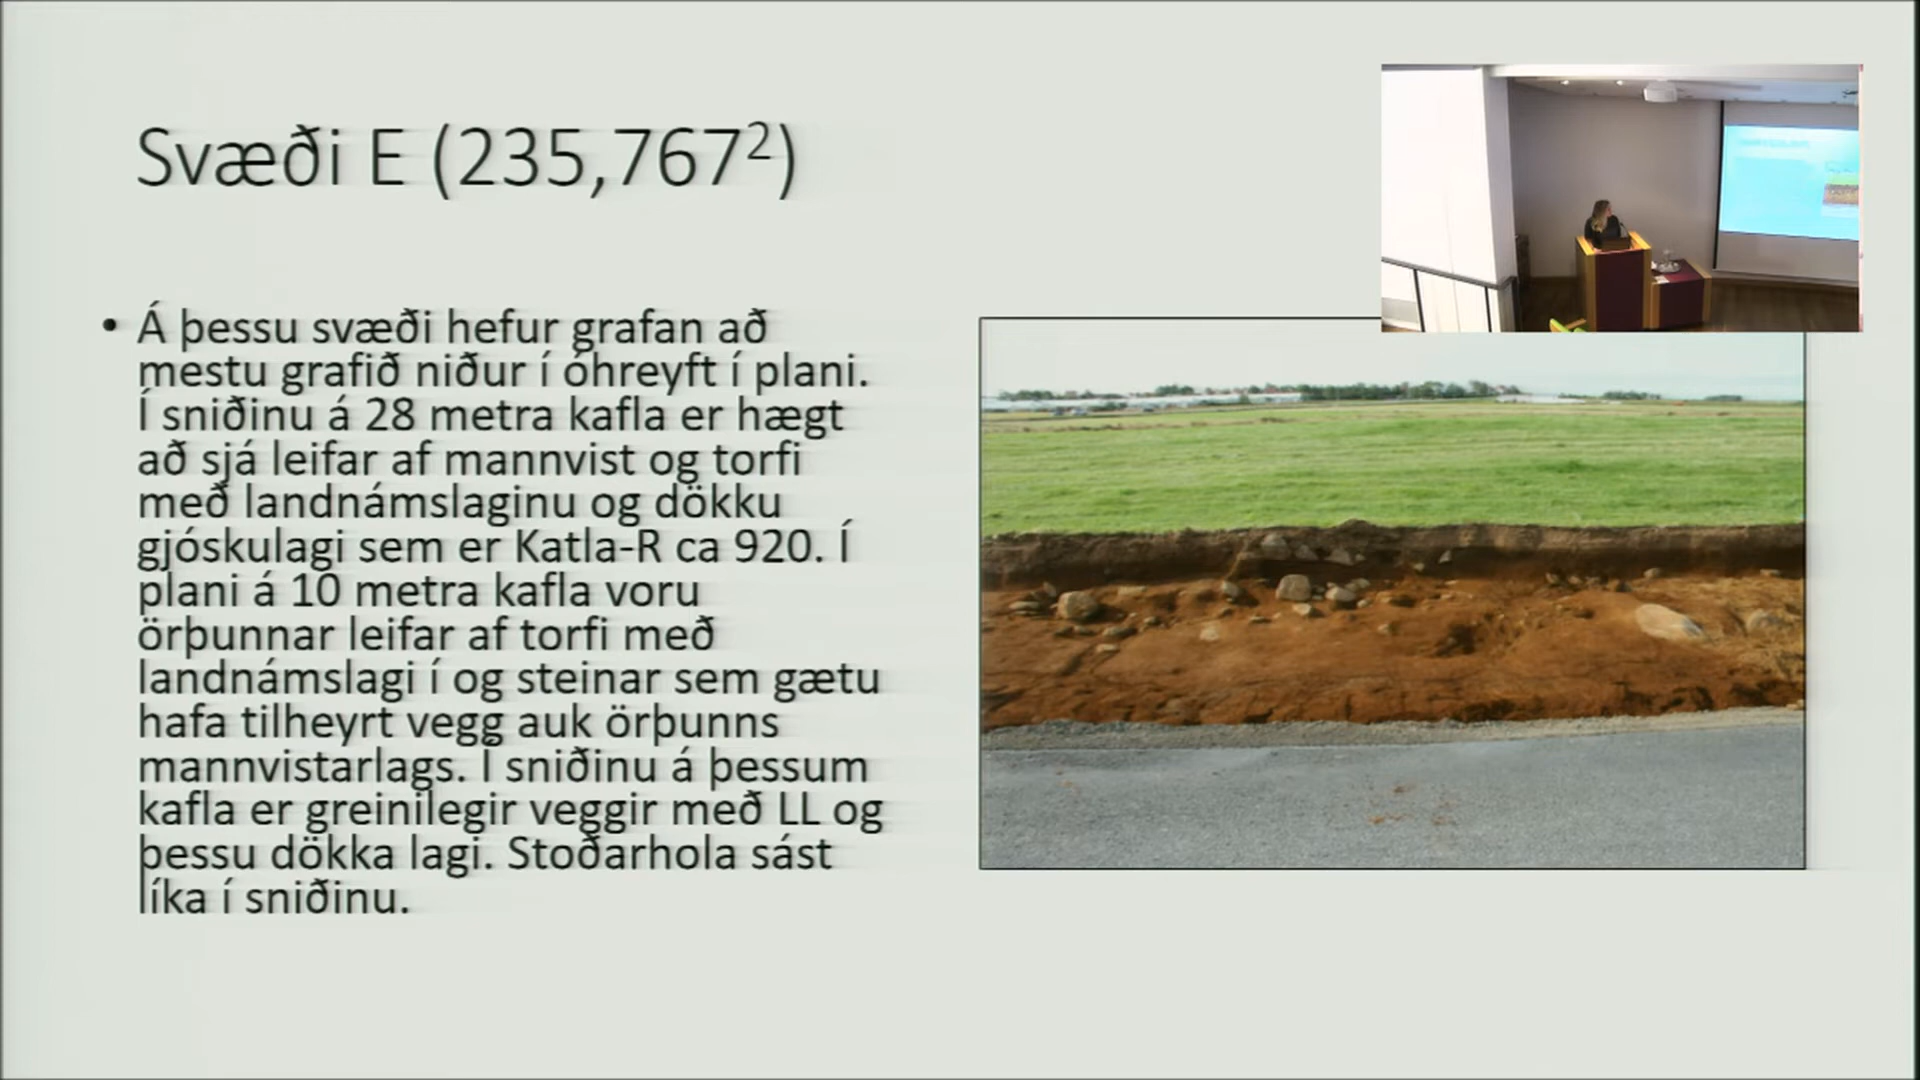 Svæði E (235,767²)
• Á þessu svæði hefur grafan að
mestu grafið niður í óhreyft í plani.
Í sniðinu á 28 metra kafla er hægt
að sjá leifar af mannvist og torfi
með landnámslaginu og dökku
gjóskulagi sem er Katla-R ca 920. Í
plani á 10 metra kafla voru
örþunnar leifar af torfi með
landnámslagi í og steinar sem gætu
hafa tilheyrt vegg auk örþunns
mannvistarlags. Í sniðinu á þessum
kafla er greinilegir veggir með LL og
þessu dökka lagi. Stoðarhola sást
líka í sniðinu.